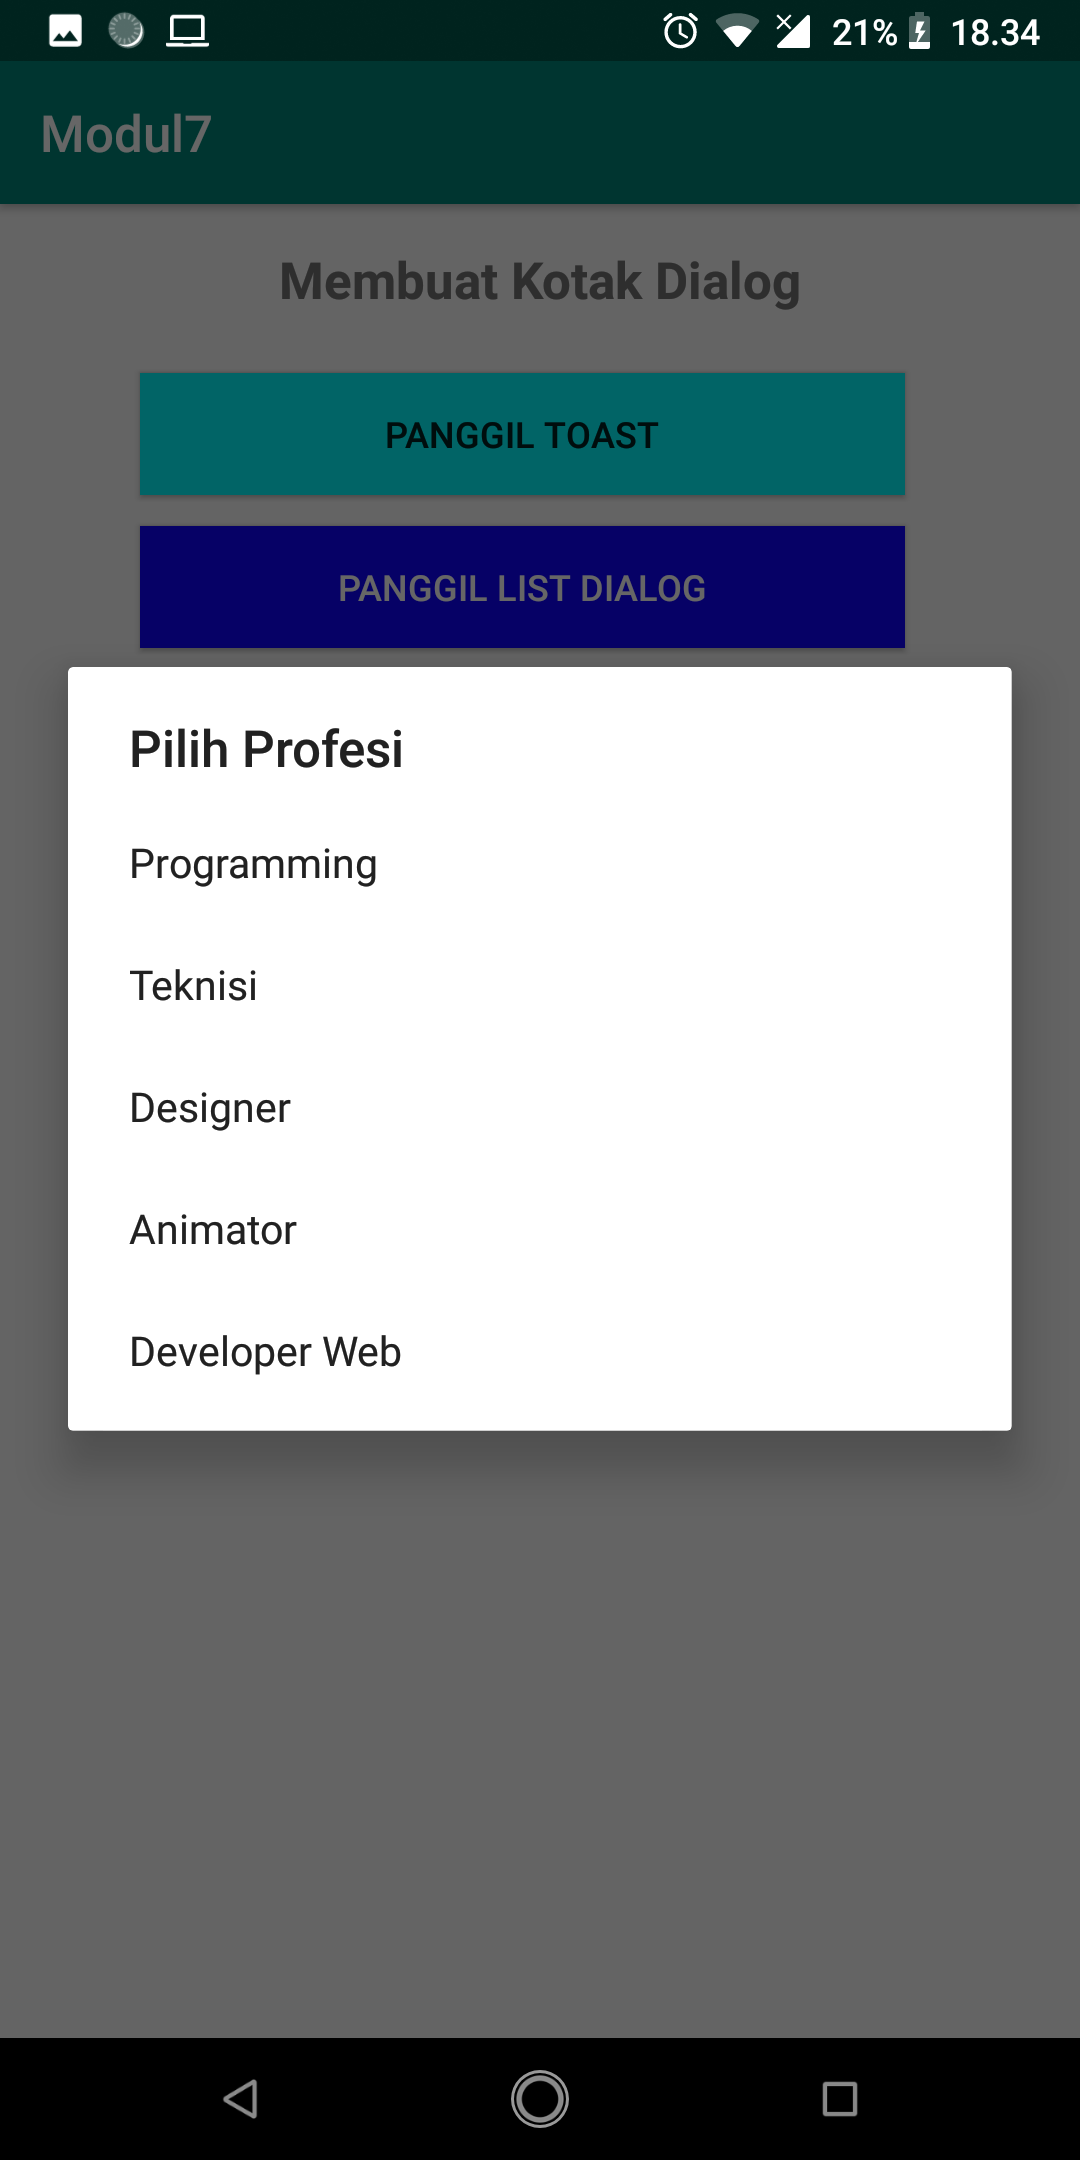 21% 18.34
Modul7
Membuat Kotak Dialog
PANGGIL TOAST
PANGGIL LIST DIALOG
Pilih Profesi
Programming
Teknisi
Designer
Animator
Developer Web